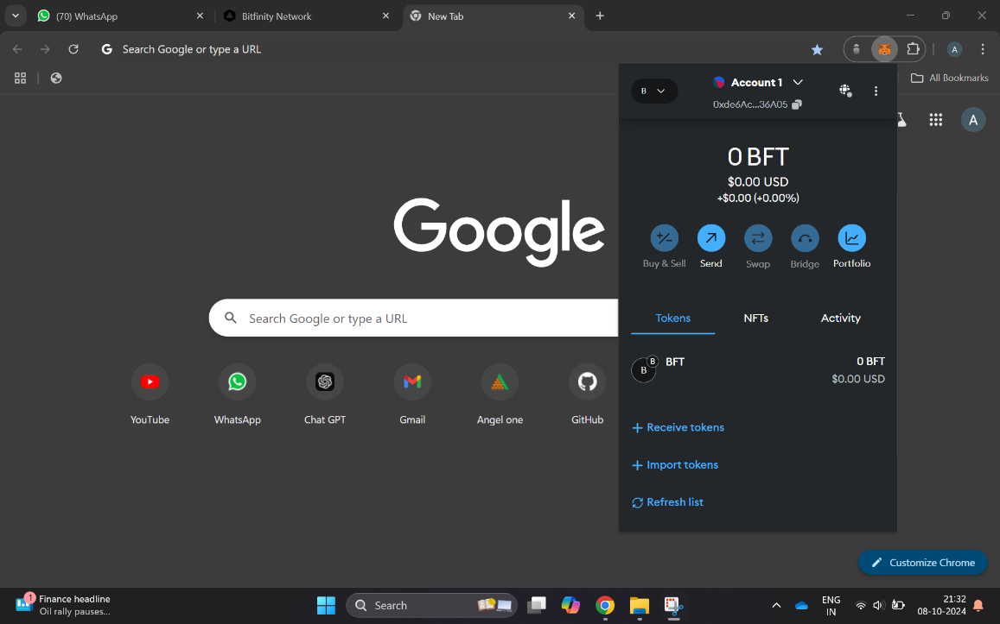 (70) WhatsApp
Bitfinity Network
New Tab
Search Google or type a URL
A
All Bookmarks
B
Account 1
0xde6Ac...36A05
A
0 BFT
$0.00 USD
+$0.00 (+0.00%)
Google
Buy & Sell
Send
Swap
Bridge
Portfolio
Search Google or type a URL
Tokens
NFTs
Activity
B
B
BFT
0 BFT
$0.00 USD
YouTube
WhatsApp
Chat GPT
Gmail
Angel one
GitHub
Receive tokens
Import tokens
Refresh list
Customize Chrome
1
Finance headline
Oil rally pauses...
Search
ENG
IN
21:32
08-10-2024